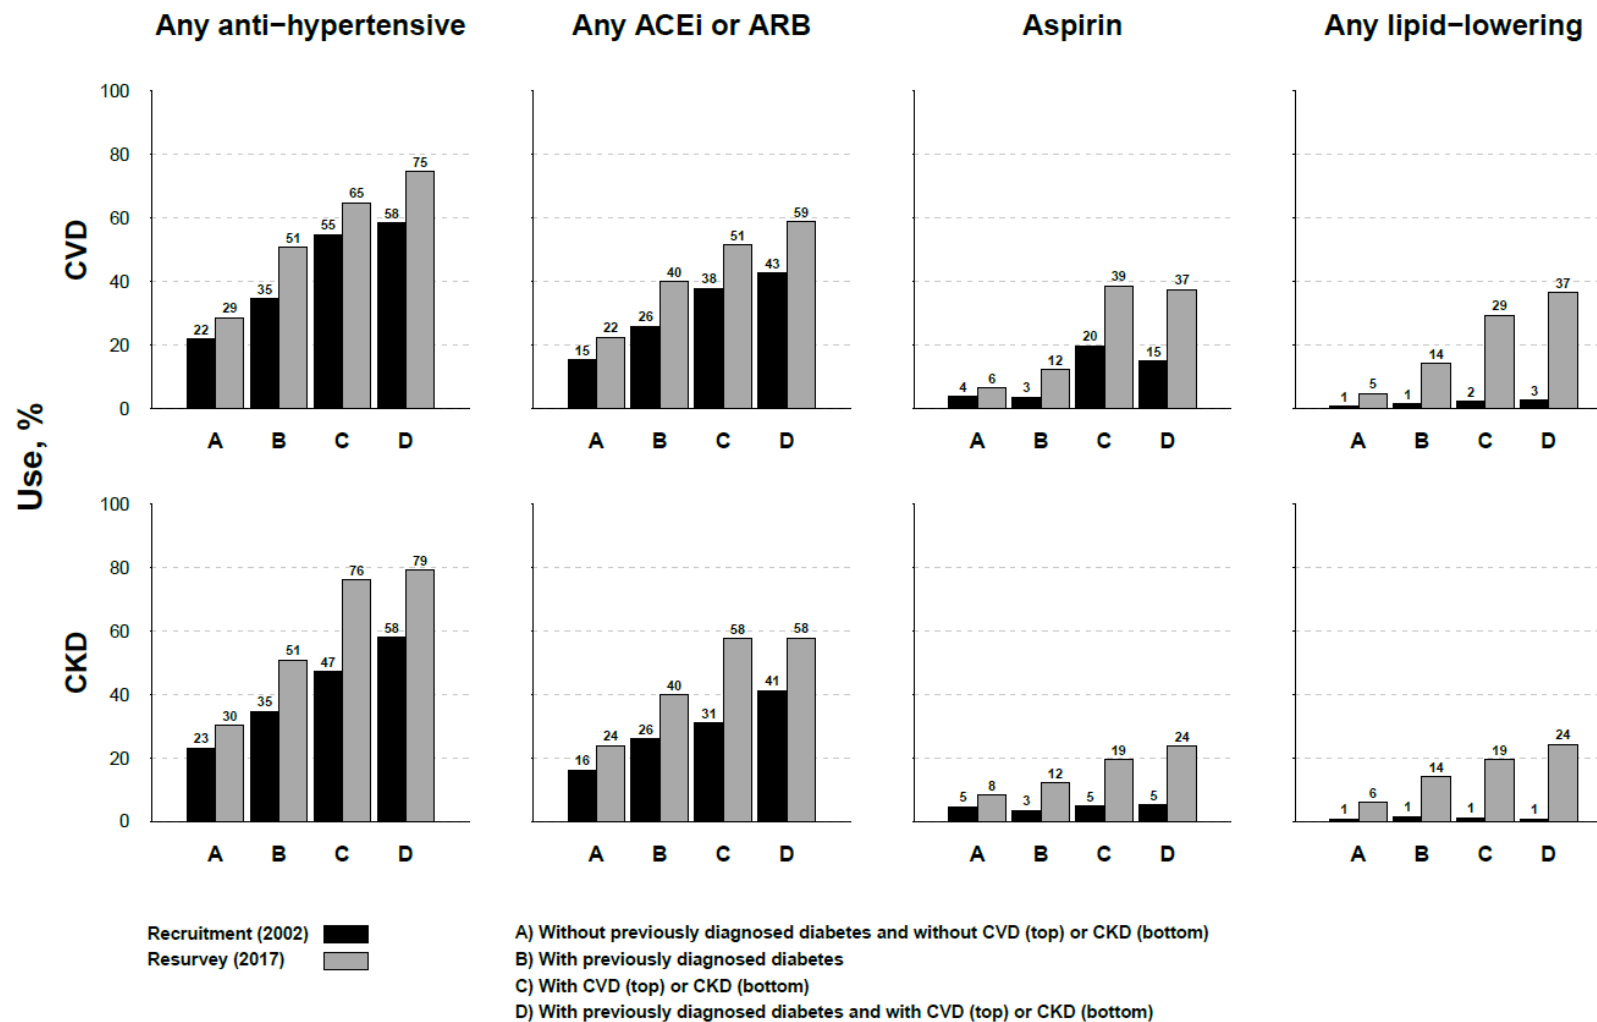 Any anti−hypertensive Any ACEi or ARB Aspirin Any lipid−lowering
Use, %
CVD
100
80
60
40
20
0
22 29 35 51 55 65 58 75
15 22 26 40 38 51 43 59
4 6 3 12 20 39 15 37
1 5 1 14 2 29 3 37
A B C D A B C D A B C D A B C D
CKD
100
80
60
40
20
0
23 30 35 51 47 76 58 79
16 24 26 40 31 58 41 58
5 8 3 12 5 19 5 24
1 6 1 14 1 19 1 24
A B C D A B C D A B C D A B C D
Recruitment (2002)
Resurvey (2017)
A) Without previously diagnosed diabetes and without CVD (top) or CKD (bottom)
B) With previously diagnosed diabetes
C) With CVD (top) or CKD (bottom)
D) With previously diagnosed diabetes and with CVD (top) or CKD (bottom)